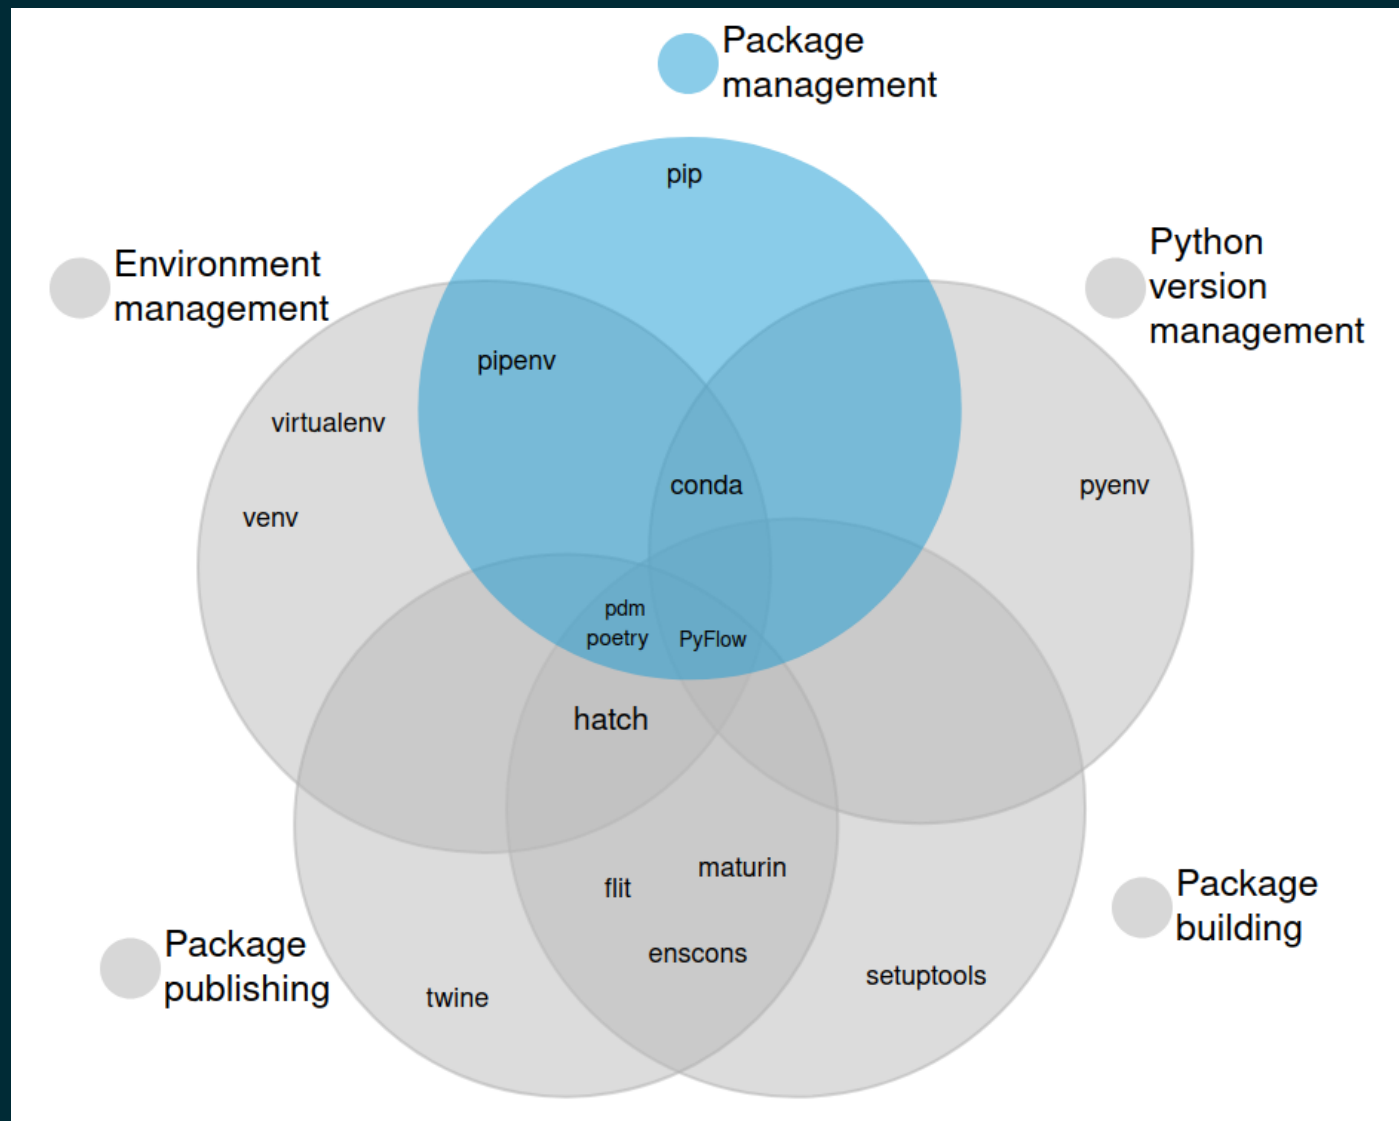 Package
management
pip
Environment
management
Python
version
management
pipenv
virtualenv
conda
pyenv
venv
pdm
poetry
PyFlow
hatch
maturin
flit
Package
building
enscons
Package
publishing
setuptools
twine